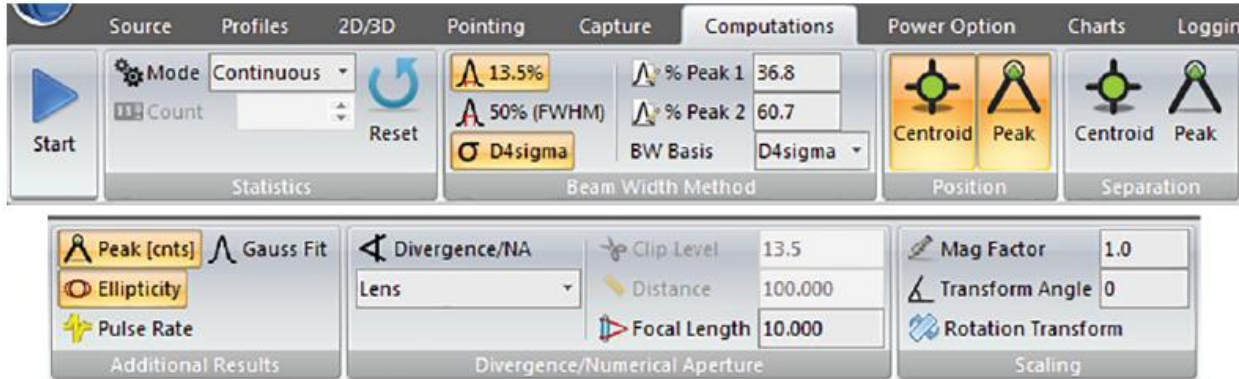 Source Profiles 2D/3D Pointing Capture Computations Power Option Charts Loggin
Start
Mode Continuous
Count
Reset
Statistics
13.5%
50% (FWHM)
D4sigma
% Peak 1 36.8
% Peak 2 60.7
BW Basis D4sigma
Beam Width Method
Centroid Peak
Position
Centroid Peak
Separation
Peak [cnts] Gauss Fit
Ellipticity
Pulse Rate
Additional Results
Divergence/NA
Lens
Clip Level 13.5
Distance 100.000
Focal Length 10.000
Divergence/Numerical Aperture
Mag Factor 1.0
Transform Angle 0
Rotation Transform
Scaling